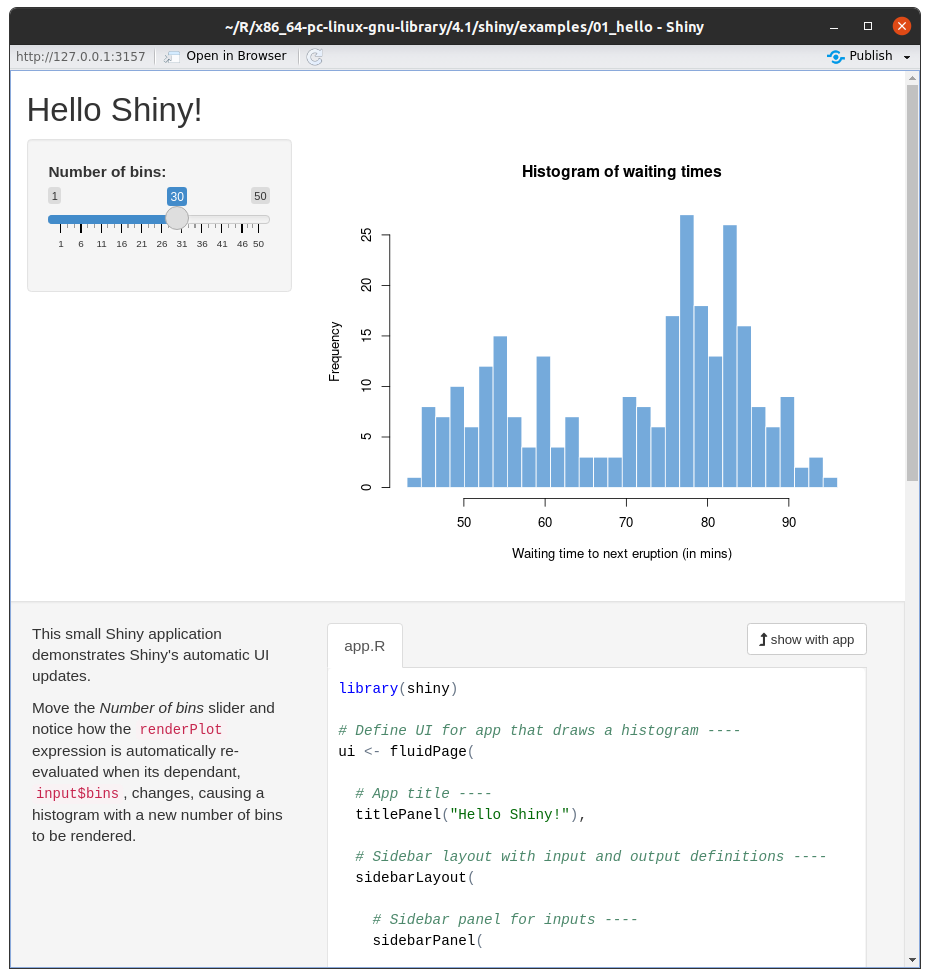 ~/R/x86_64-pc-linux-gnu-library/4.1/shiny/examples/01_hello - Shiny
http://127.0.0.1:3157 Open in Browser Publish
Hello Shiny!
Number of bins:
1 30 50
1 6 11 16 21 26 31 36 41 46 50
Histogram of waiting times
Frequency
25
20
15
10
5
0
50 60 70 80 90
Waiting time to next eruption (in mins)
This small Shiny application
demonstrates Shiny's automatic UI
updates.
Move the Number of bins slider and
notice how the renderPlot
expression is automatically re-
evaluated when its dependant,
input$bins , changes, causing a
histogram with a new number of bins
to be rendered.
app.R
show with app
library(shiny)
# Define UI for app that draws a histogram ----
ui <- fluidPage(
# App title ----
titlePanel("Hello Shiny!"),
# Sidebar layout with input and output definitions ----
sidebarLayout(
# Sidebar panel for inputs ----
sidebarPanel(